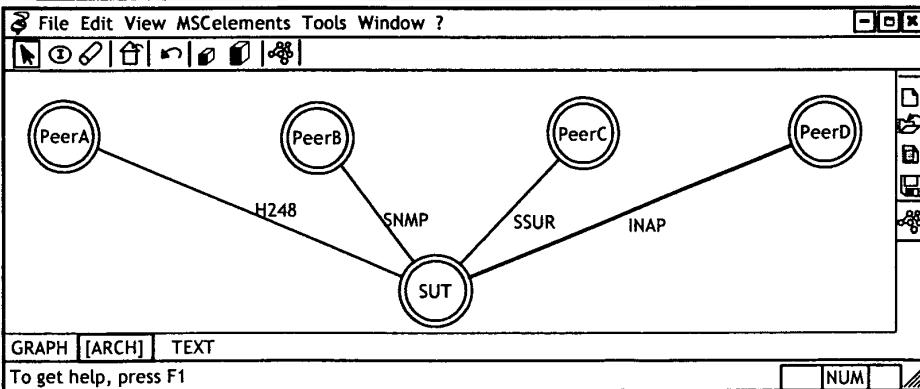 File Edit View MSCelements Tools Window ?
PeerA
PeerB
PeerC
PeerD
H248
SNMP
SSUR
INAP
SUT
GRAPH [ARCH] TEXT
To get help, press F1
NUM